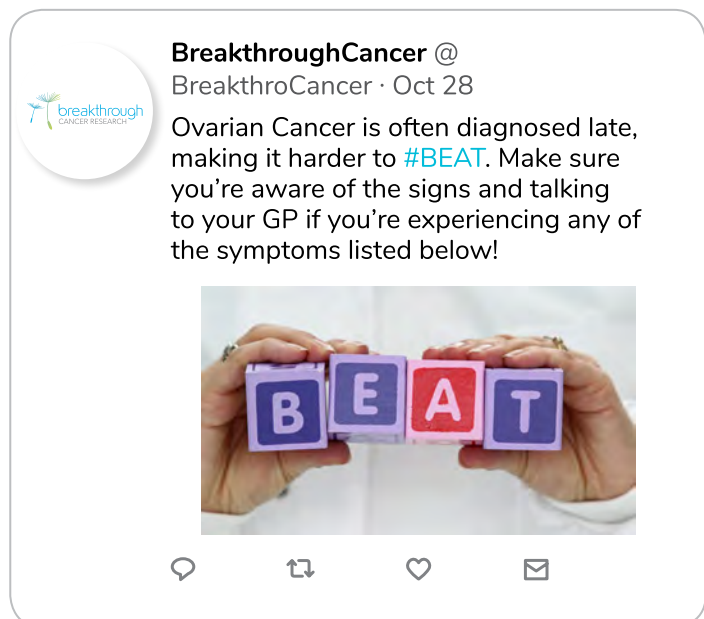 BreakthroughCancer @
BreakthroCancer · Oct 28
breakthrough
CANCER RESEARCH
Ovarian Cancer is often diagnosed late,
making it harder to #BEAT. Make sure
you’re aware of the signs and talking
to your GP if you’re experiencing any of
the symptoms listed below!
BEAT